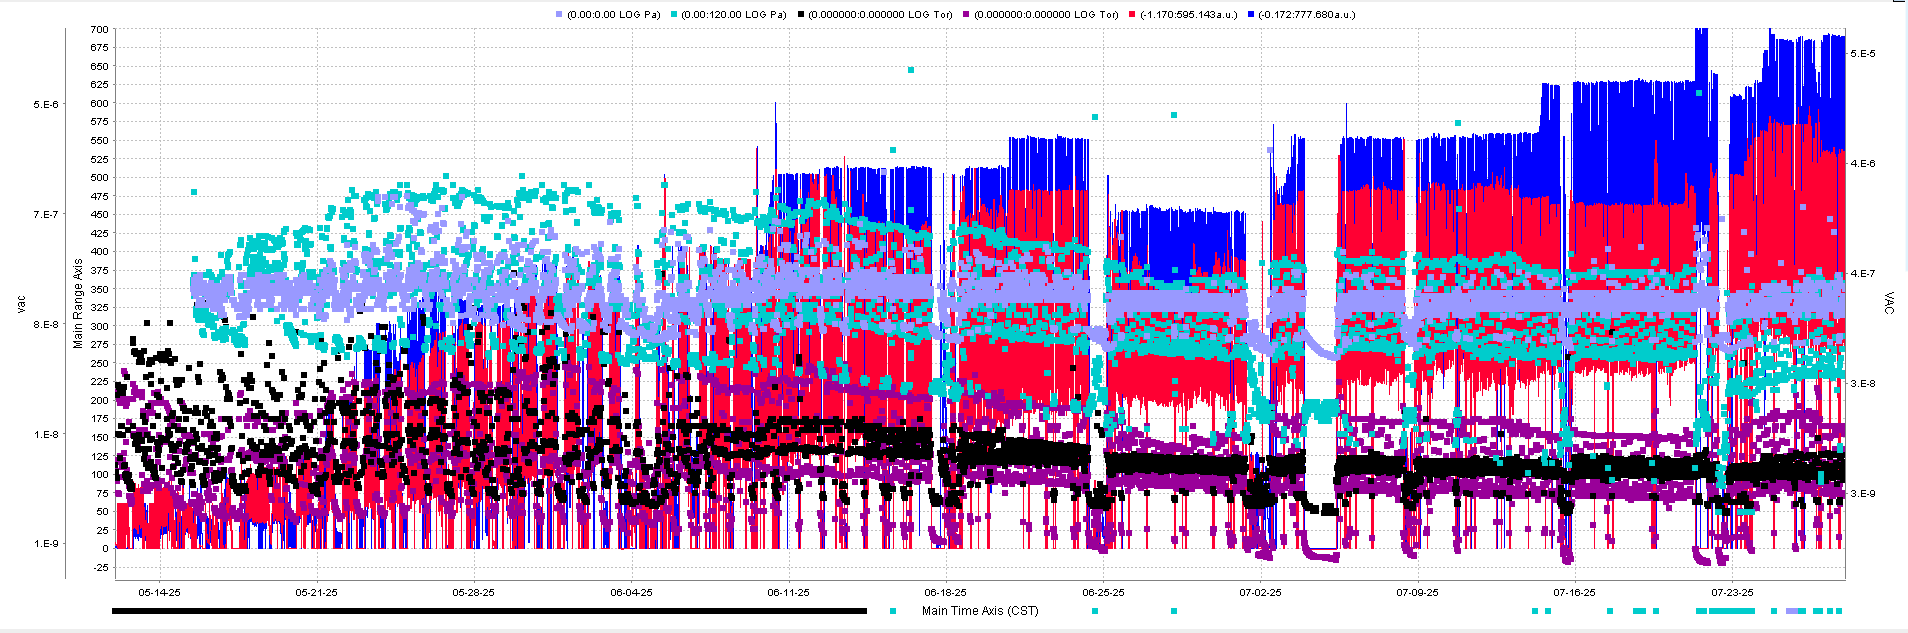 (0.00:0.00 LOG Pa) (0.00:120.00 LOG Pa) (0.000000:0.000000 LOG Tor) (0.000000:0.000000 LOG Tor) (-1.170:595.143a.u.) (-0.172:777.680a.u.)
vac
5.E-6
7.E-7
8.E-8
1.E-8
1.E-9
Main Range Axis
700
675
650
625
600
575
550
525
500
475
450
425
400
375
350
325
300
275
250
225
200
175
150
125
100
75
50
25
0
-25
5.E-5
4.E-6
4.E-7
3.E-8
3.E-9
VAC
05-14-25 05-21-25 05-28-25 06-04-25 06-11-25 06-18-25 06-25-25 07-02-25 07-09-25 07-16-25 07-23-25
Main Time Axis (CST)